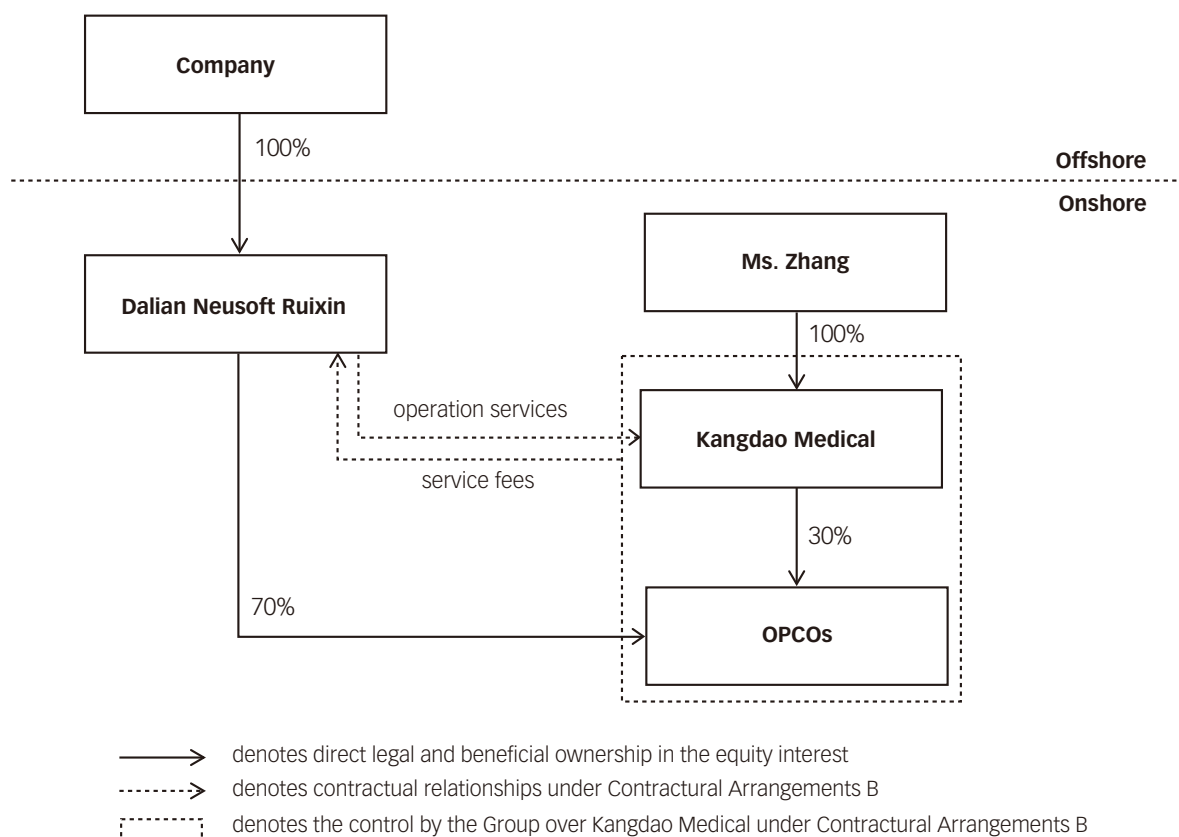 Company
100%
Offshore
Onshore
Ms. Zhang
Dalian Neusoft Ruixin
100%
operation services
Kangdao Medical
service fees
30%
70%
OPCOs
denotes direct legal and beneficial ownership in the equity interest
denotes contractual relationships under Contractural Arrangements B
denotes the control by the Group over Kangdao Medical under Contractural Arrangements B